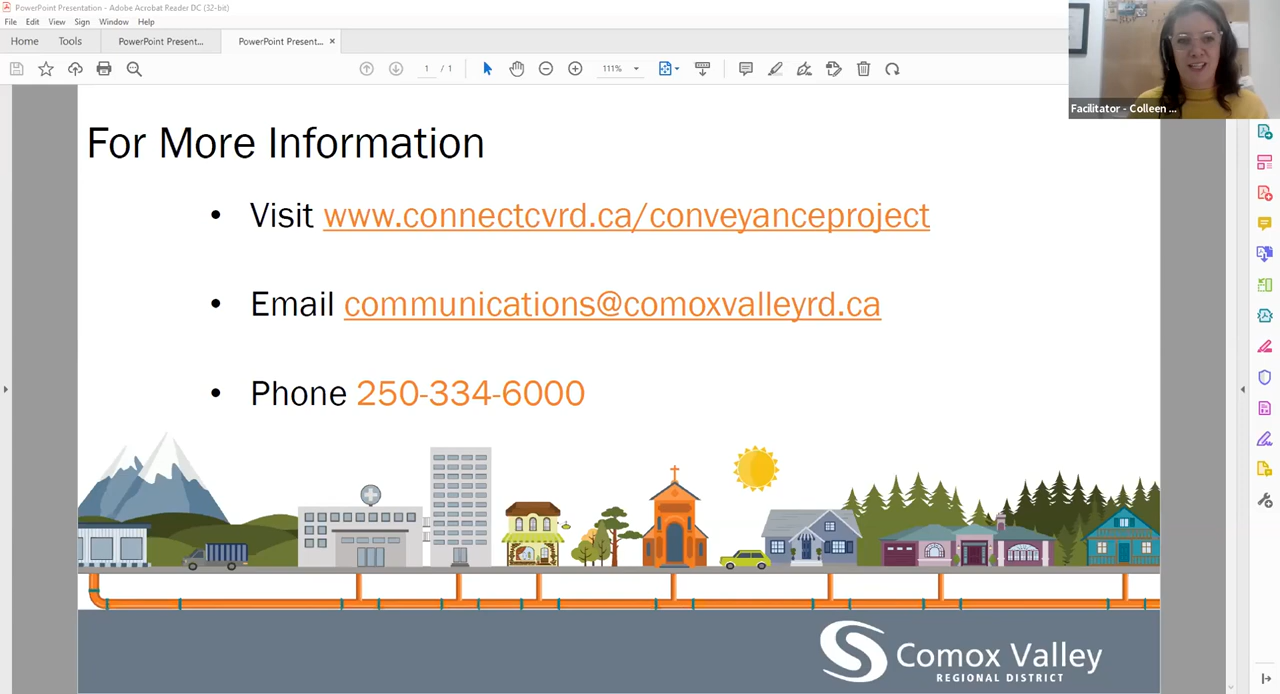 PowerPoint Presentation - Adobe Acrobat Reader DC (32-bit)
File Edit View Sign Window Help
Home Tools PowerPoint Present... PowerPoint Present... ×
1 / 1 111%
Facilitator - Colleen ...
For More Information
• Visit www.connectcvrd.ca/conveyanceproject
• Email communications@comoxvalleyrd.ca
• Phone 250-334-6000
Comox Valley
REGIONAL DISTRICT